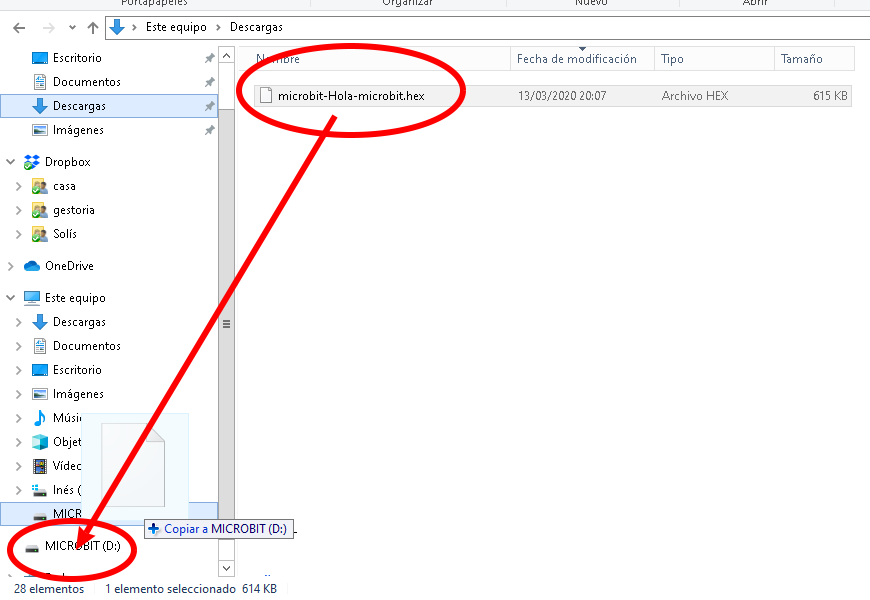 Portapapeles Organizar Nuevo Abrir
Este equipo Descargas
Nombre Fecha de modificación Tipo Tamaño
microbit-Hola-microbit.hex 13/03/2020 20:07 Archivo HEX 615 KB
Escritorio
Documentos
Descargas
Imágenes
Dropbox
casa
gestoria
Solís
OneDrive
Este equipo
Descargas
Documentos
Escritorio
Imágenes
Músi
Objet
Vídec
Inés (
MICR
Copiar a MICROBIT (D:)
MICROBIT (D:)
28 elementos 1 elemento seleccionado 614 KB